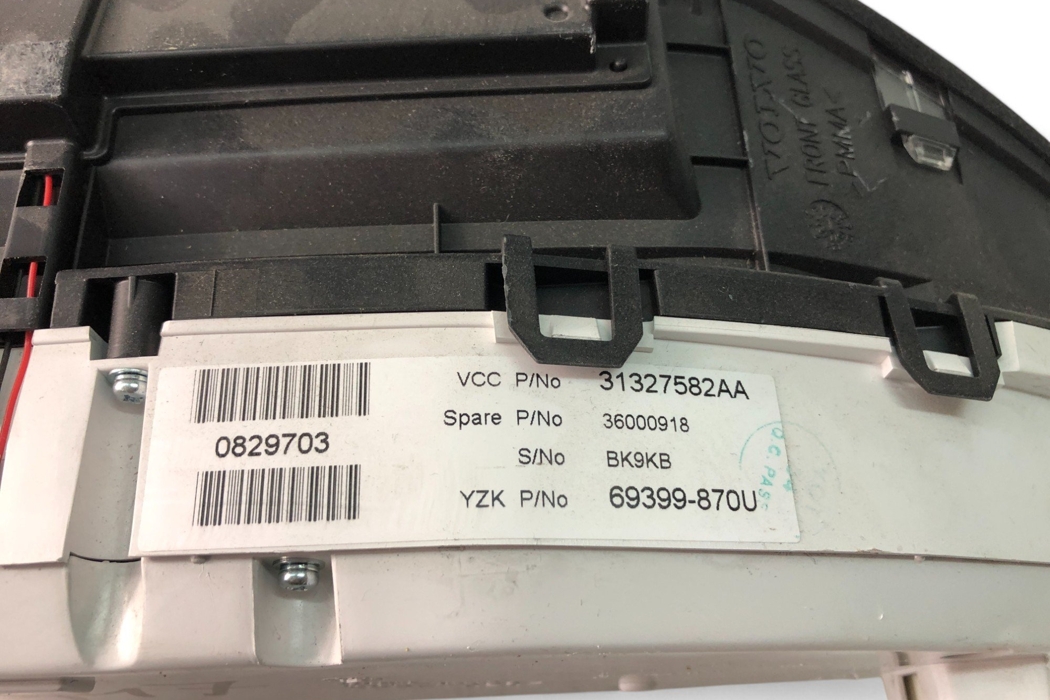 FRONT GLASS
>PMMA<
VCC P/No 31327582AA
Spare P/No 36000918
0829703
S/No BK9KB
YZK P/No 69399-870U